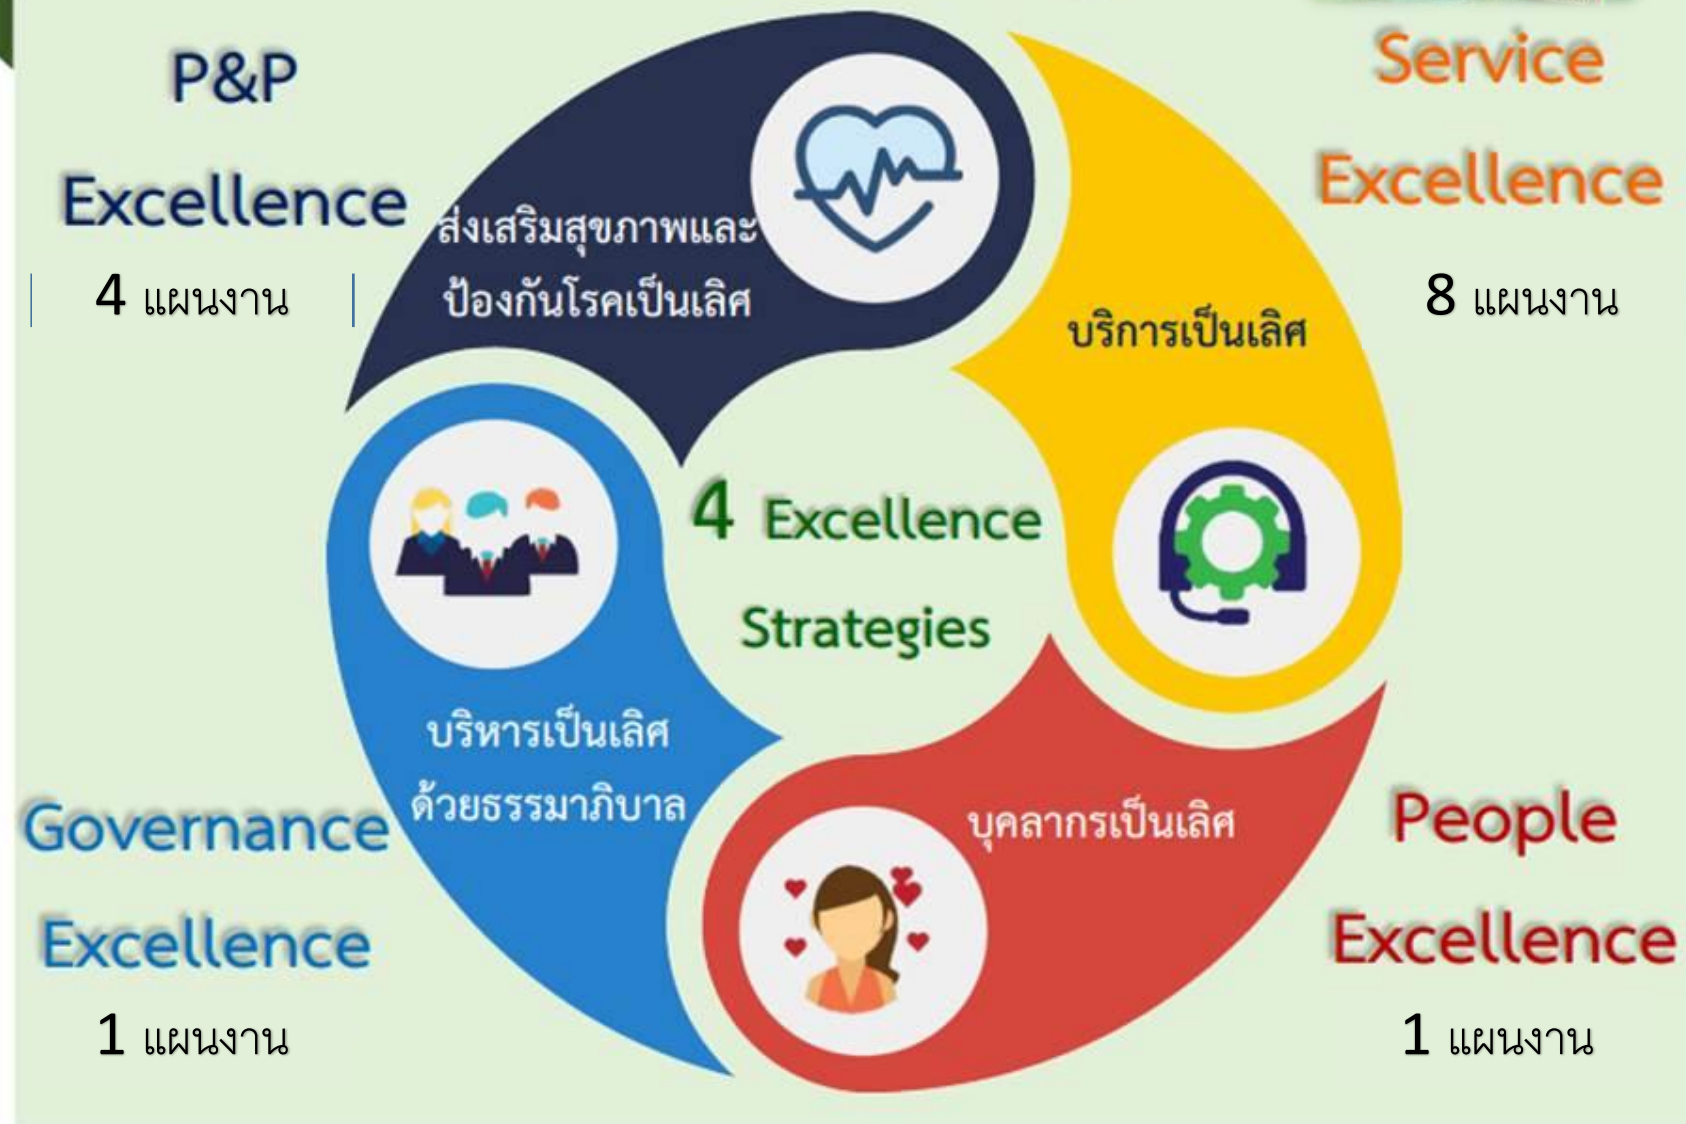 P&P
Excellence
4 แผนงาน
ส่งเสริมสุขภาพและ
ป้องกันโรคเป็นเลิศ
Service
Excellence
8 แผนงาน
บริการเป็นเลิศ
4 Excellence
Strategies
บริหารเป็นเลิศ
ด้วยธรรมาภิบาล
Governance
Excellence
1 แผนงาน
บุคลากรเป็นเลิศ
People
Excellence
1 แผนงาน